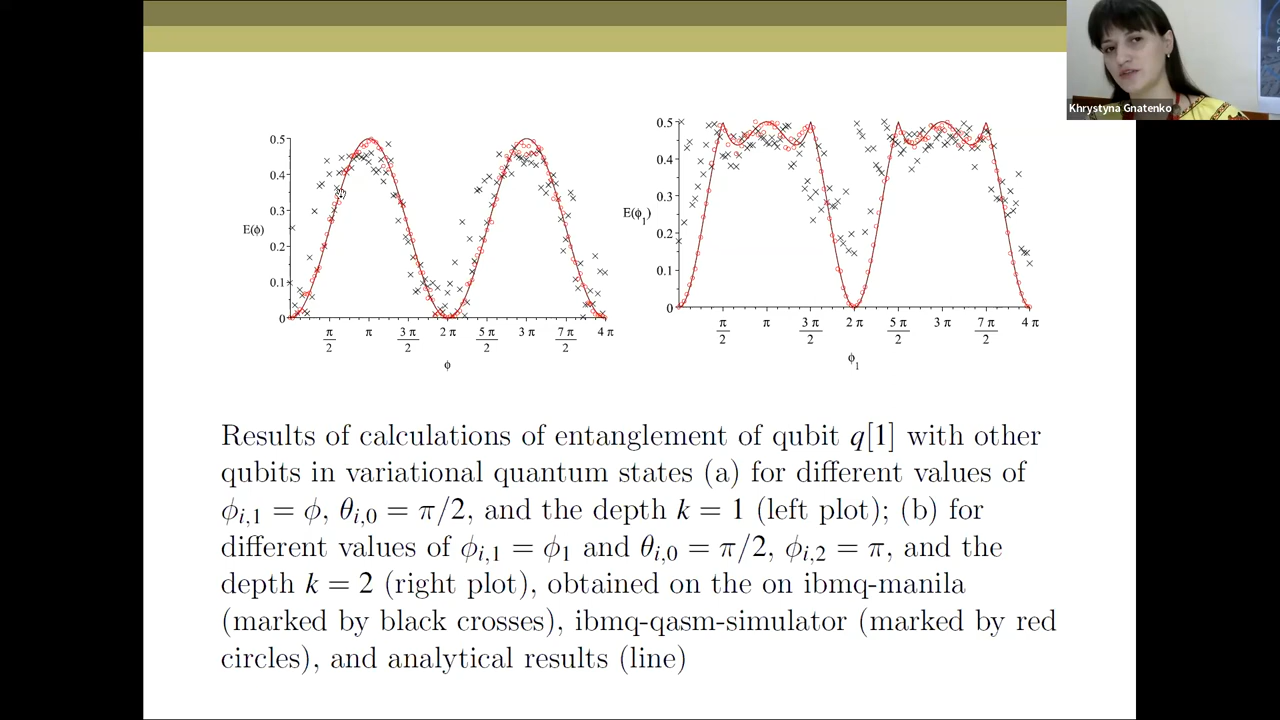 Khrystyna Gnatenko
0.5
0.4
0.3
E(ϕ)
0.2
0.1
0
π/2 π 3π/2 2π 5π/2 3π 7π/2 4π
ϕ
0.5
0.4
0.3
E(ϕ₁)
0.2
0.1
0
π/2 π 3π/2 2π 5π/2 3π 7π/2 4π
ϕ₁
Results of calculations of entanglement of qubit q[1] with other
qubits in variational quantum states (a) for different values of
ϕᵢ,₁ = ϕ, θᵢ,₀ = π/2, and the depth k = 1 (left plot); (b) for
different values of ϕᵢ,₁ = ϕ₁ and θᵢ,₀ = π/2, ϕᵢ,₂ = π, and the
depth k = 2 (right plot), obtained on the on ibmq-manila
(marked by black crosses), ibmq-qasm-simulator (marked by red
circles), and analytical results (line)